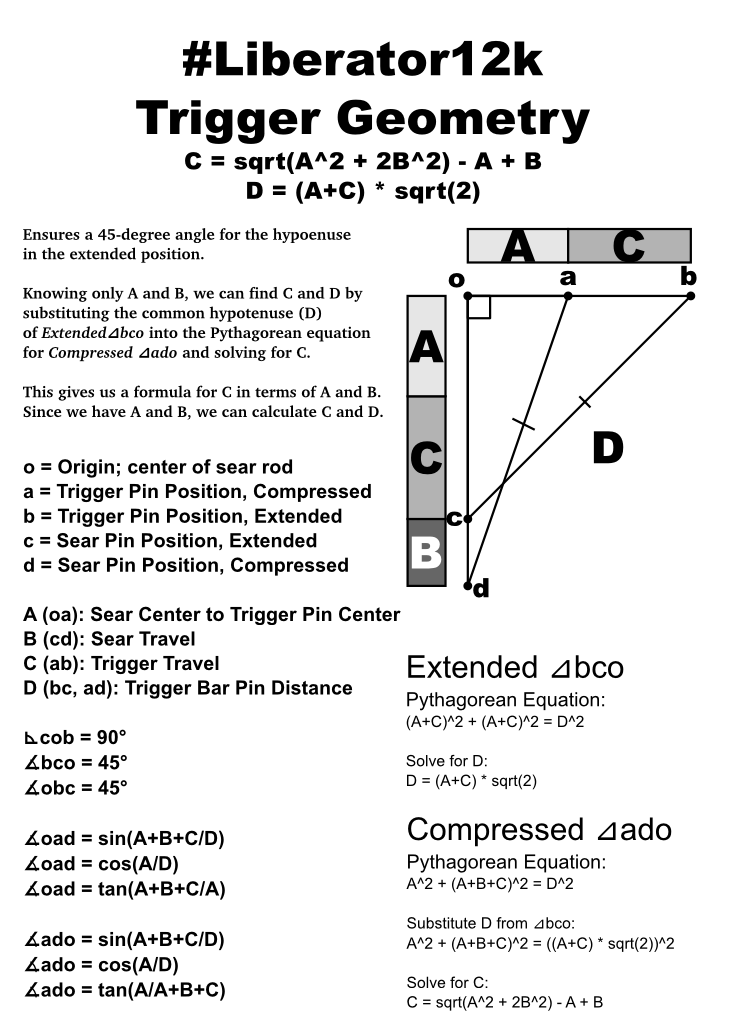 #Liberator12k
Trigger Geometry
C = sqrt(A^2 + 2B^2) - A + B
D = (A+C) * sqrt(2)
Ensures a 45-degree angle for the hypoenuse
in the extended position.
Knowing only A and B, we can find C and D by
substituting the common hypotenuse (D)
of Extended⊿bco into the Pythagorean equation
for Compressed ⊿ado and solving for C.
This gives us a formula for C in terms of A and B.
Since we have A and B, we can calculate C and D.
o = Origin; center of sear rod
a = Trigger Pin Position, Compressed
b = Trigger Pin Position, Extended
c = Sear Pin Position, Extended
d = Sear Pin Position, Compressed
A (oa): Sear Center to Trigger Pin Center
B (cd): Sear Travel
C (ab): Trigger Travel
D (bc, ad): Trigger Bar Pin Distance
⊾cob = 90°
∡bco = 45°
∡obc = 45°
∡oad = sin(A+B+C/D)
∡oad = cos(A/D)
∡oad = tan(A+B+C/A)
∡ado = sin(A+B+C/D)
∡ado = cos(A/D)
∡ado = tan(A/A+B+C)
A C
o a b
A
C
B
c
d
D
Extended ⊿bco
Pythagorean Equation:
(A+C)^2 + (A+C)^2 = D^2
Solve for D:
D = (A+C) * sqrt(2)
Compressed ⊿ado
Pythagorean Equation:
A^2 + (A+B+C)^2 = D^2
Substitute D from ⊿bco:
A^2 + (A+B+C)^2 = ((A+C) * sqrt(2))^2
Solve for C:
C = sqrt(A^2 + 2B^2) - A + B